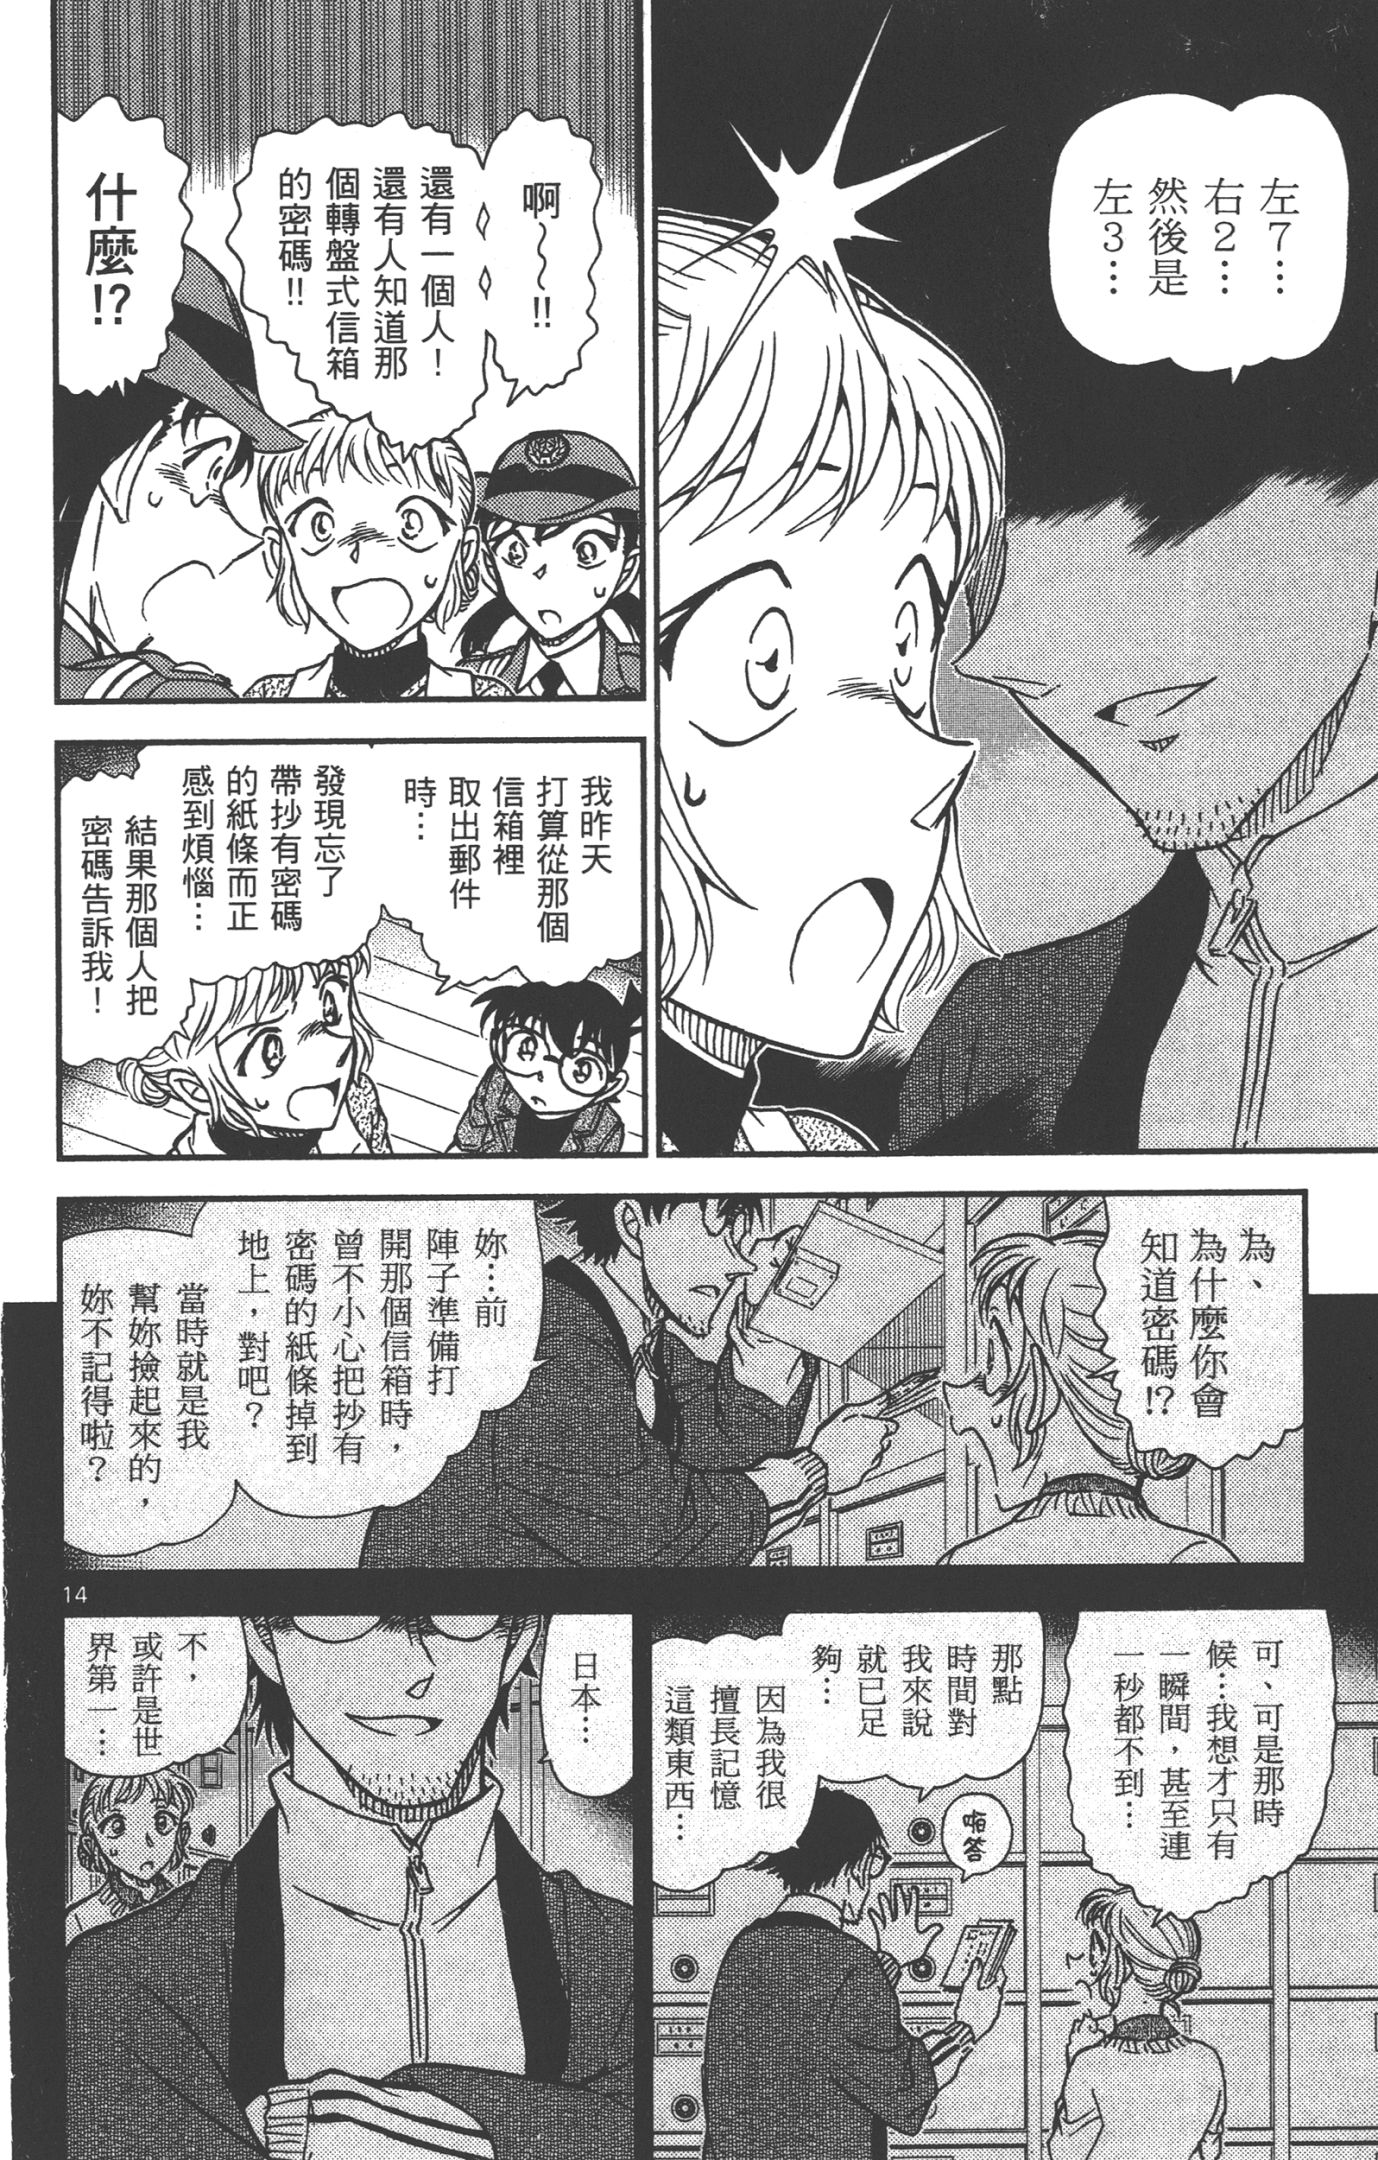 左7…
右2…
然後是
左3…
啊～～!!
還有一個人！
還有人知道那
個轉盤式信箱
的密碼!!
什麼!?
我昨天
打算從那個
信箱裡
取出郵件
時…
發現忘了
帶抄有密碼
的紙條而正
感到煩惱…
結果那個人把
密碼告訴我！
為、
為什麼你會
知道密碼!?
妳…前
陣子準備打
開那個信箱時，
曾不小心把抄有
密碼的紙條掉到
地上，對吧？
當時就是我
幫妳撿起來的，
妳不記得啦？
可、可是那時
候…我想才只有
一瞬間，甚至連
一秒都不到…
那點
時間對
我來說
就已足
夠…
啪答
因為我很
擅長記憶
這類東西…
日本…
不，
或許是世
界第一…
14